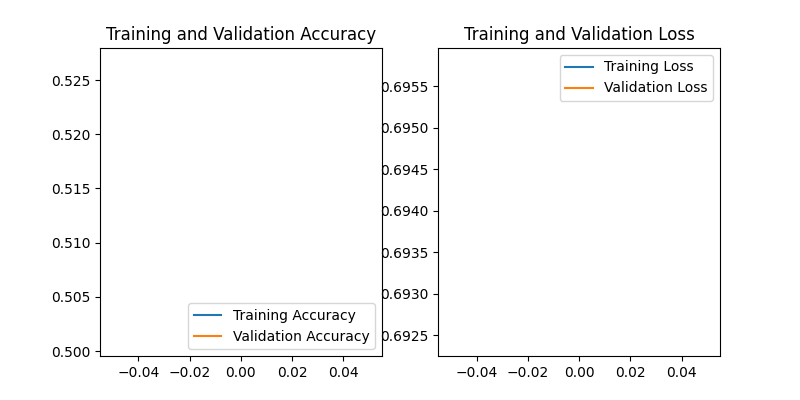 Training and Validation Accuracy
0.525
0.520
0.515
0.510
0.505
0.500
−0.04 −0.02 0.00 0.02 0.04
Training Accuracy
Validation Accuracy
Training and Validation Loss
0.6955
0.6950
0.6945
0.6940
0.6935
0.6930
0.6925
−0.04 −0.02 0.00 0.02 0.04
Training Loss
Validation Loss